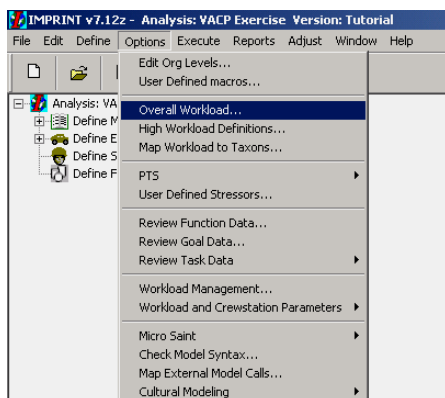 IMPRINT v7.12z - Analysis: VACP Exercise Version: Tutorial
File Edit Define Options Execute Reports Adjust Window Help
Edit Org Levels...
User Defined macros...
Analysis: VA
Overall Workload...
Define M
High Workload Definitions...
Define E
Map Workload to Taxons...
Define S
Define F
PTS
User Defined Stressors...
Review Function Data...
Review Goal Data...
Review Task Data
Workload Management...
Workload and Crewstation Parameters
Micro Saint
Check Model Syntax...
Map External Model Calls...
Cultural Modeling